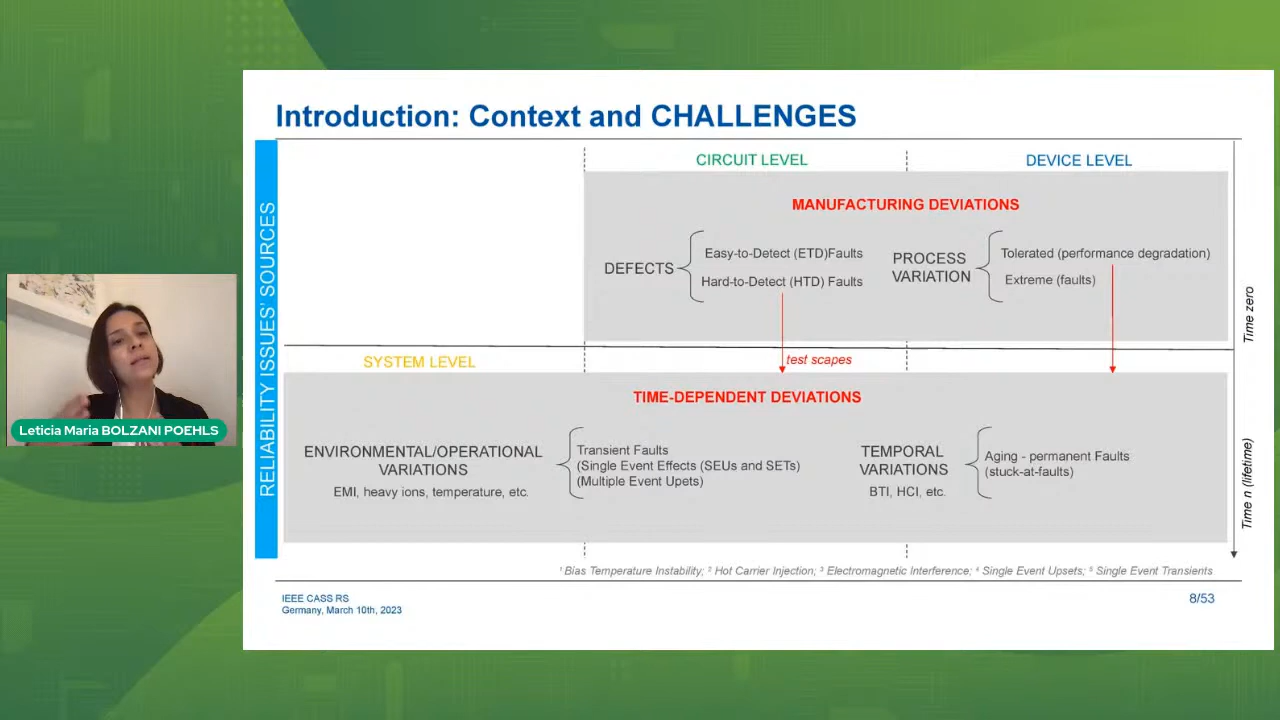 Introduction: Context and CHALLENGES
RELIABILITY ISSUES' SOURCES
CIRCUIT LEVEL
DEVICE LEVEL
MANUFACTURING DEVIATIONS
DEFECTS
Easy-to-Detect (ETD)Faults
Hard-to-Detect (HTD) Faults
PROCESS
VARIATION
Tolerated (performance degradation)
Extreme (faults)
Time zero
SYSTEM LEVEL
test scapes
TIME-DEPENDENT DEVIATIONS
ENVIRONMENTAL/OPERATIONAL
VARIATIONS
EMI, heavy ions, temperature, etc.
Transient Faults
(Single Event Effects (SEUs and SETs)
(Multiple Event Upets)
TEMPORAL
VARIATIONS
BTI, HCI, etc.
Aging - permanent Faults
(stuck-at-faults)
Time n (lifetime)
Leticia Maria BOLZANI POEHLS
¹ Bias Temperature Instability; ² Hot Carrier Injection; ³ Electromagnetic Interference; ⁴ Single Event Upsets; ⁵ Single Event Transients
IEEE CASS RS
Germany, March 10th, 2023
8/53